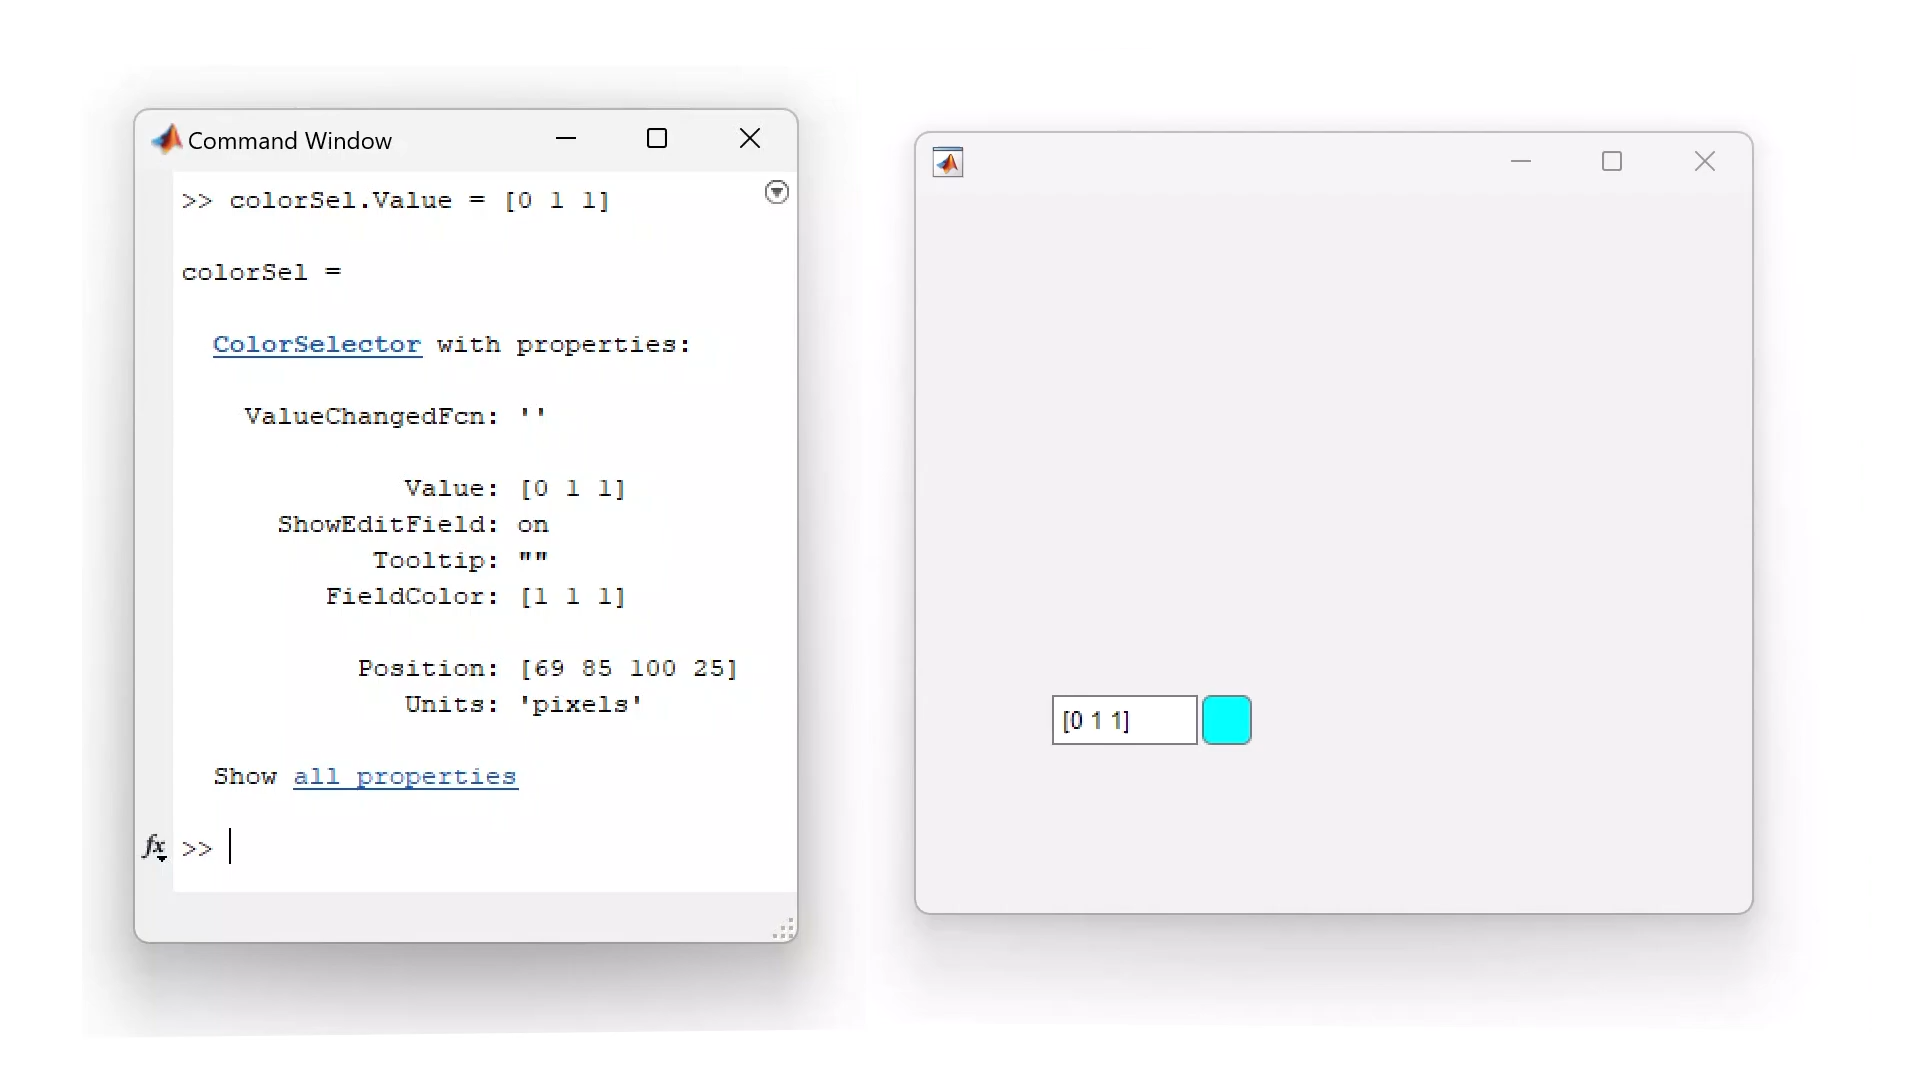 Command Window
>> colorSel.Value = [0 1 1]
colorSel =
ColorSelector with properties:
ValueChangedFcn: ''
Value: [0 1 1]
ShowEditField: on
Tooltip: ""
FieldColor: [1 1 1]
Position: [69 85 100 25]
Units: 'pixels'
Show all properties
fx >>
[0 1 1]